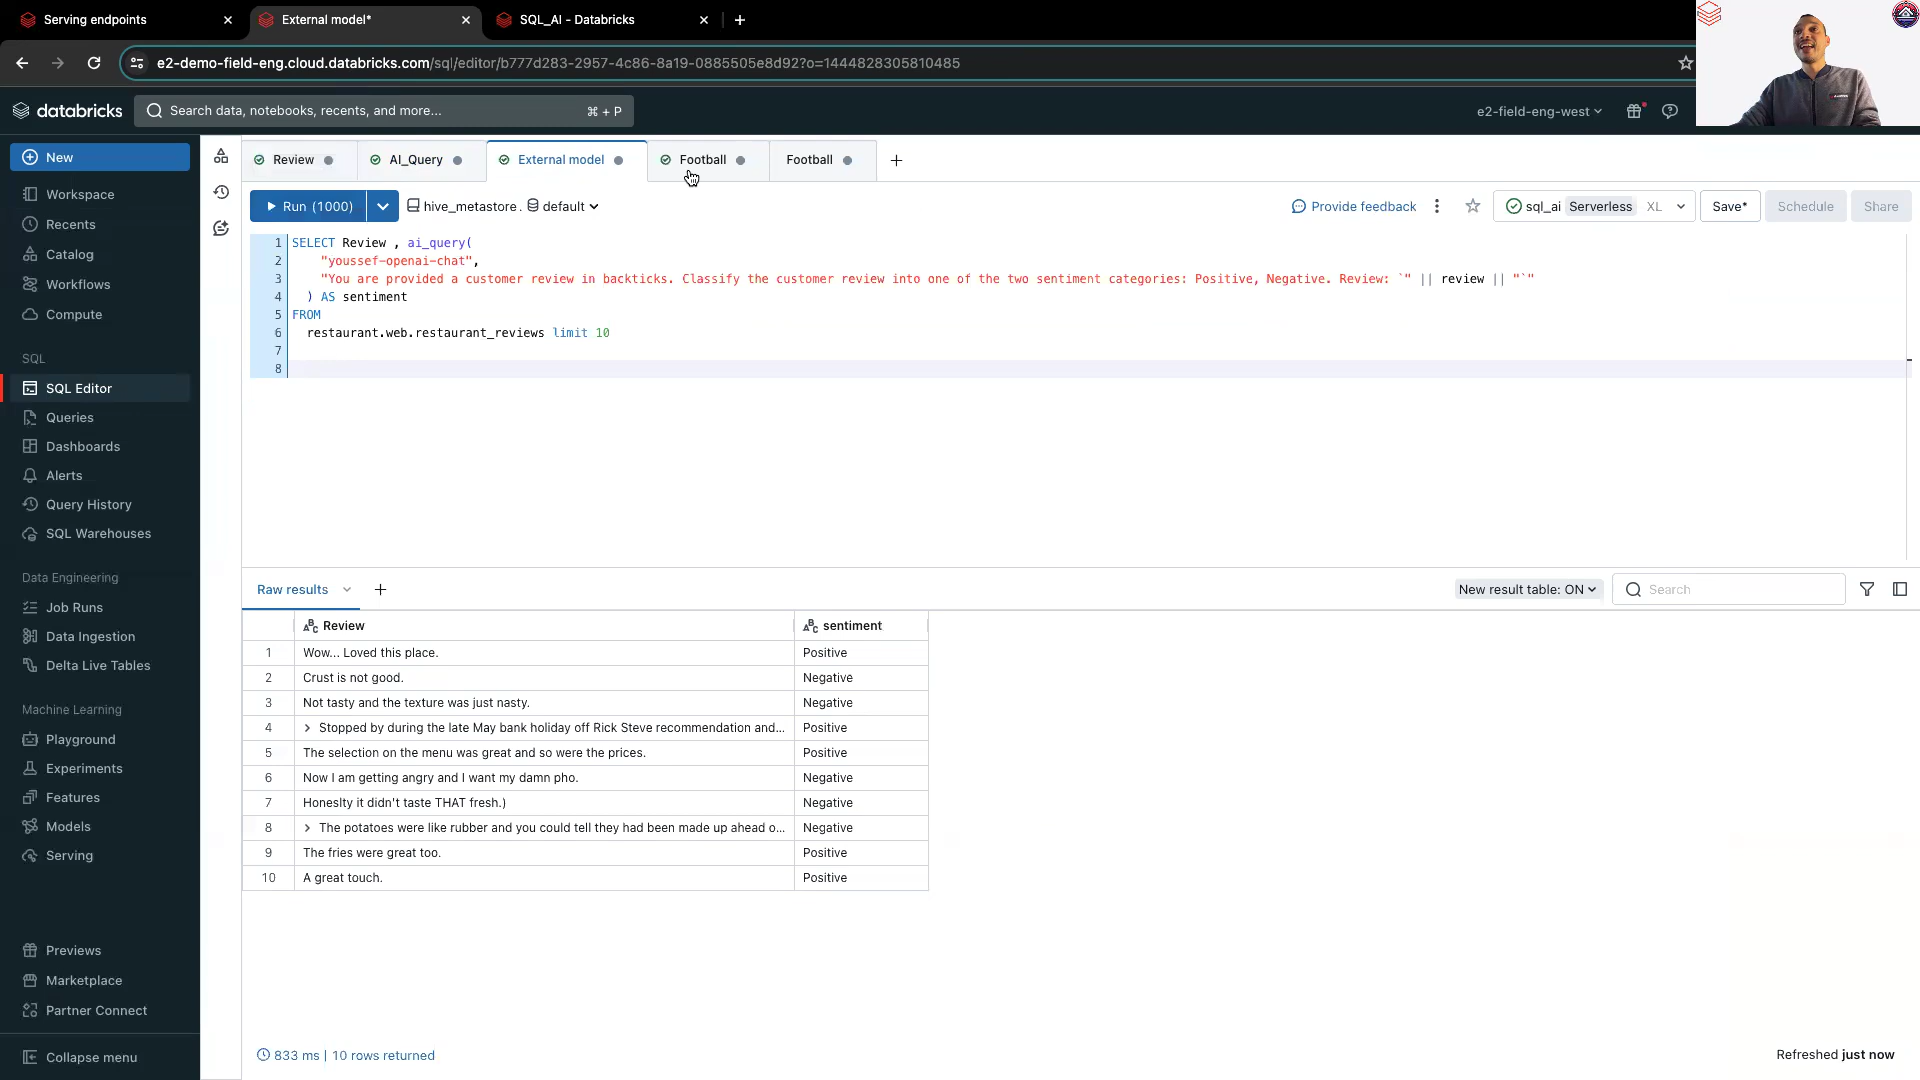 Serving endpoints
External model*
SQL_AI - Databricks
e2-demo-field-eng.cloud.databricks.com/sql/editor/b777d283-2957-4c86-8a19-0885505e8d92?o=1444828305810485
databricks
Search data, notebooks, recents, and more...
⌘ + P
e2-field-eng-west
New
Workspace
Recents
Catalog
Workflows
Compute
SQL
SQL Editor
Queries
Dashboards
Alerts
Query History
SQL Warehouses
Data Engineering
Job Runs
Data Ingestion
Delta Live Tables
Machine Learning
Playground
Experiments
Features
Models
Serving
Previews
Marketplace
Partner Connect
Collapse menu
Review
AI_Query
External model
Football
Football
Run (1000)
hive_metastore. default
Provide feedback
sql_ai Serverless XL
Save*
Schedule
Share
1 SELECT Review , ai_query(
2 "youssef-openai-chat",
3 "You are provided a customer review in backticks. Classify the customer review into one of the two sentiment categories: Positive, Negative. Review: `" || review || "`"
4 ) AS sentiment
5 FROM
6 restaurant.web.restaurant_reviews limit 10
7
8
Raw results
New result table: ON
Search
Review sentiment
1 Wow... Loved this place. Positive
2 Crust is not good. Negative
3 Not tasty and the texture was just nasty. Negative
4 Stopped by during the late May bank holiday off Rick Steve recommendation and... Positive
5 The selection on the menu was great and so were the prices. Positive
6 Now I am getting angry and I want my damn pho. Negative
7 Honeslty it didn't taste THAT fresh.) Negative
8 The potatoes were like rubber and you could tell they had been made up ahead o... Negative
9 The fries were great too. Positive
10 A great touch. Positive
833 ms | 10 rows returned
Refreshed just now